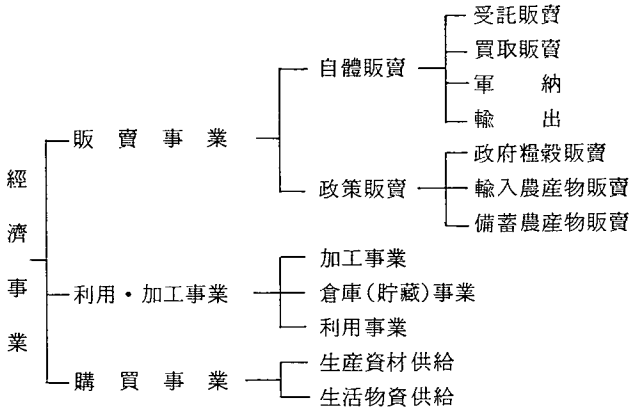 經濟事業
販賣事業
自體販賣
受託販賣
買取販賣
軍納
輸出
政策販賣
政府糧穀販賣
輸入農産物販賣
備蓄農産物販賣
利用・加工事業
加工事業
倉庫(貯藏)事業
利用事業
購買事業
生産資材供給
生活物資供給